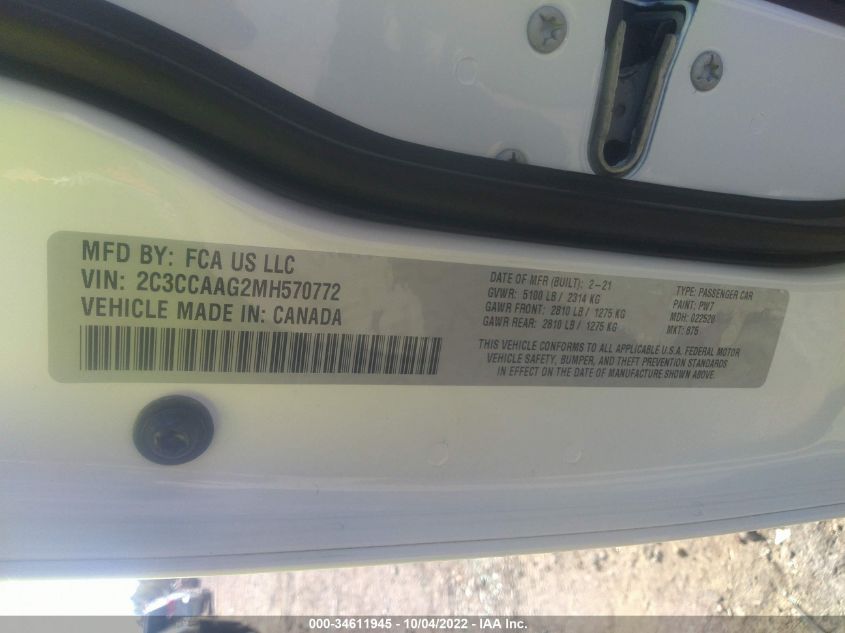 MFD BY: FCA US LLC
VIN: 2C3CCAAG2MH570772
VEHICLE MADE IN: CANADA
DATE OF MFR (BUILT): 2-21
GVWR: 5100 LB / 2314 KG
GAWR FRONT: 2810 LB / 1275 KG
GAWR REAR: 2810 LB / 1275 KG
TYPE: PASSENGER CAR
PAINT: PW7
MDH: 022520
MKT: 875
THIS VEHICLE CONFORMS TO ALL APPLICABLE U.S.A. FEDERAL MOTOR
VEHICLE SAFETY, BUMPER, AND THEFT PREVENTION STANDARDS
IN EFFECT ON THE DATE OF MANUFACTURE SHOWN ABOVE.
000-34611945 - 10/04/2022 - IAA Inc.